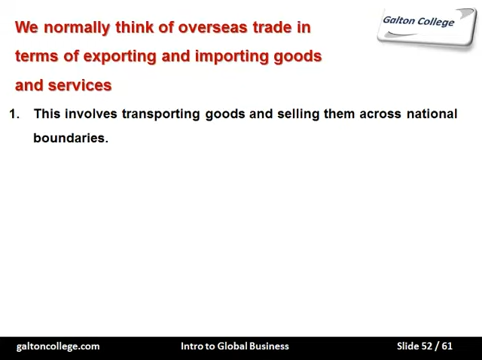 We normally think of overseas trade in
terms of exporting and importing goods
and services
Galton College
1. This involves transporting goods and selling them across national
boundaries.
galtoncollege.com Intro to Global Business Slide 52 / 61